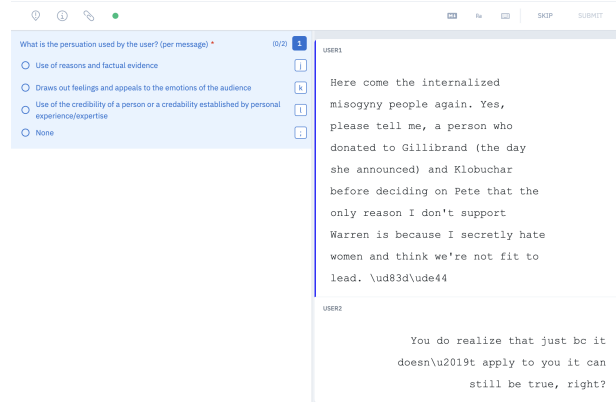 SKIP SUBMIT
What is the persuation used by the user? (per message) * (0/2) 1
Use of reasons and factual evidence j
Draws out feelings and appeals to the emotions of the audience k
Use of the credibility of a person or a credability established by personal
experience/expertise l
None ;
USER1
Here come the internalized
misogyny people again. Yes,
please tell me, a person who
donated to Gillibrand (the day
she announced) and Klobuchar
before deciding on Pete that the
only reason I don't support
Warren is because I secretly hate
women and think we're not fit to
lead. \ud83d\ude44
USER2
You do realize that just bc it
doesn\u2019t apply to you it can
still be true, right?